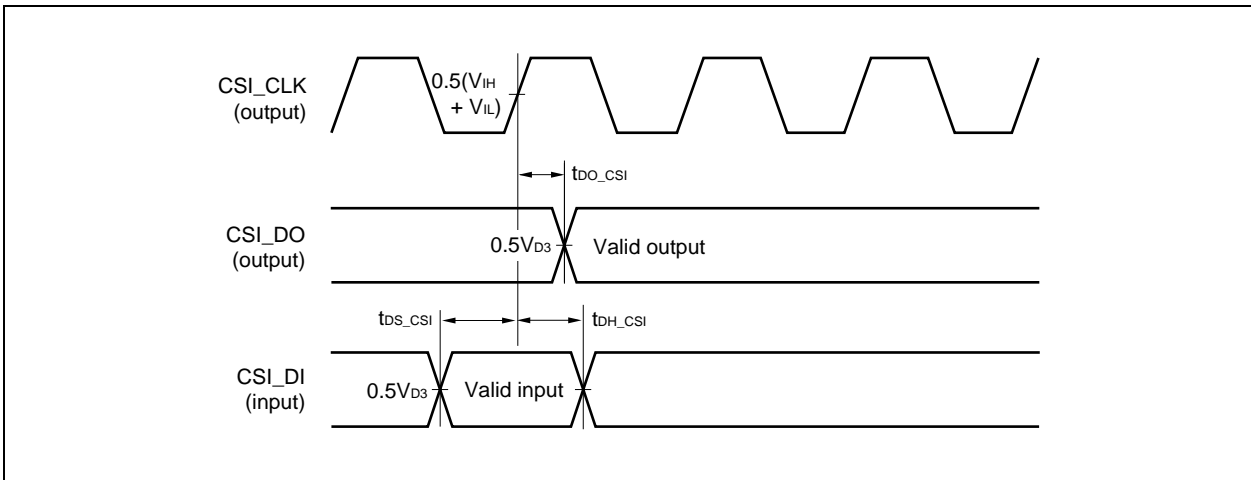 CSI_CLK
(output)
0.5(VIH
+ VIL)
tDO_CSI
CSI_DO
(output)
0.5VD3
Valid output
tDS_CSI
tDH_CSI
CSI_DI
(input)
0.5VD3
Valid input